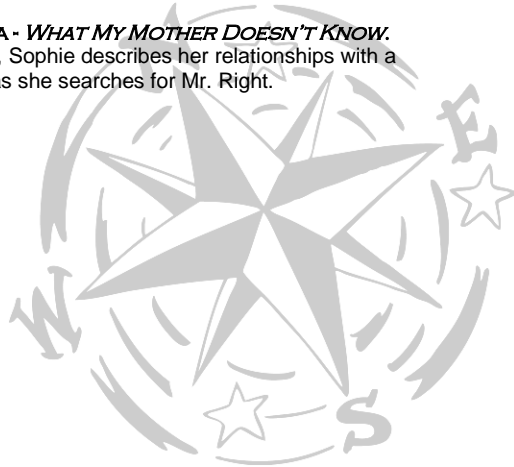 A - WHAT MY MOTHER DOESN'T KNOW.
, Sophie describes her relationships with a
as she searches for Mr. Right.
E
W
S